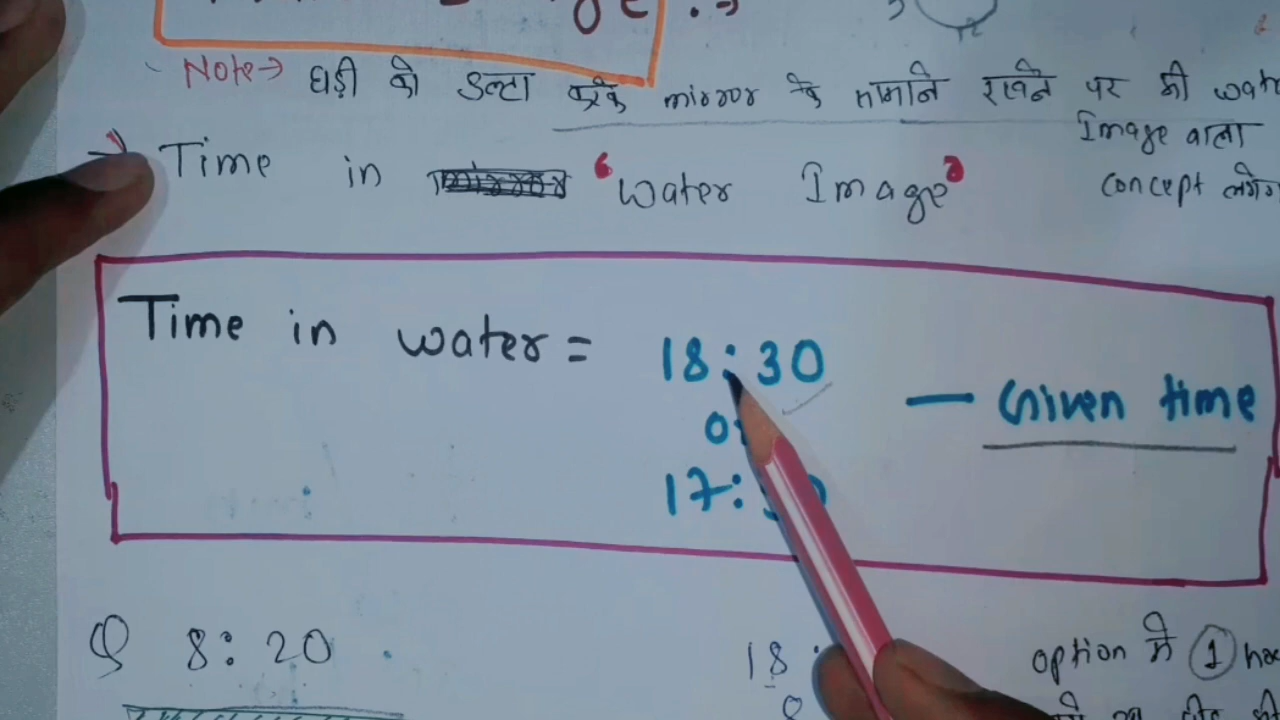 Note→ घड़ी को उल्टा करके mirror के सामने रखने पर भी
Image वाला
→ Time in "Water Image"
concept
Time in water = 18:30 — Given time
17:
Q 8:20
18
option में ① 
8